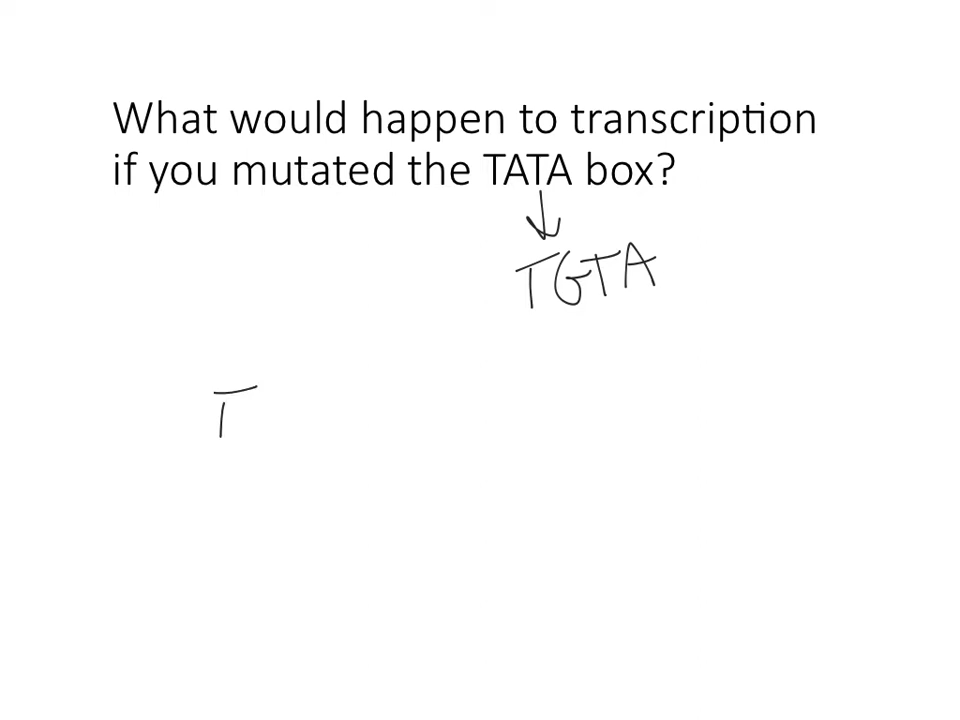 What would happen to transcription
if you mutated the TATA box?
TGTA
T